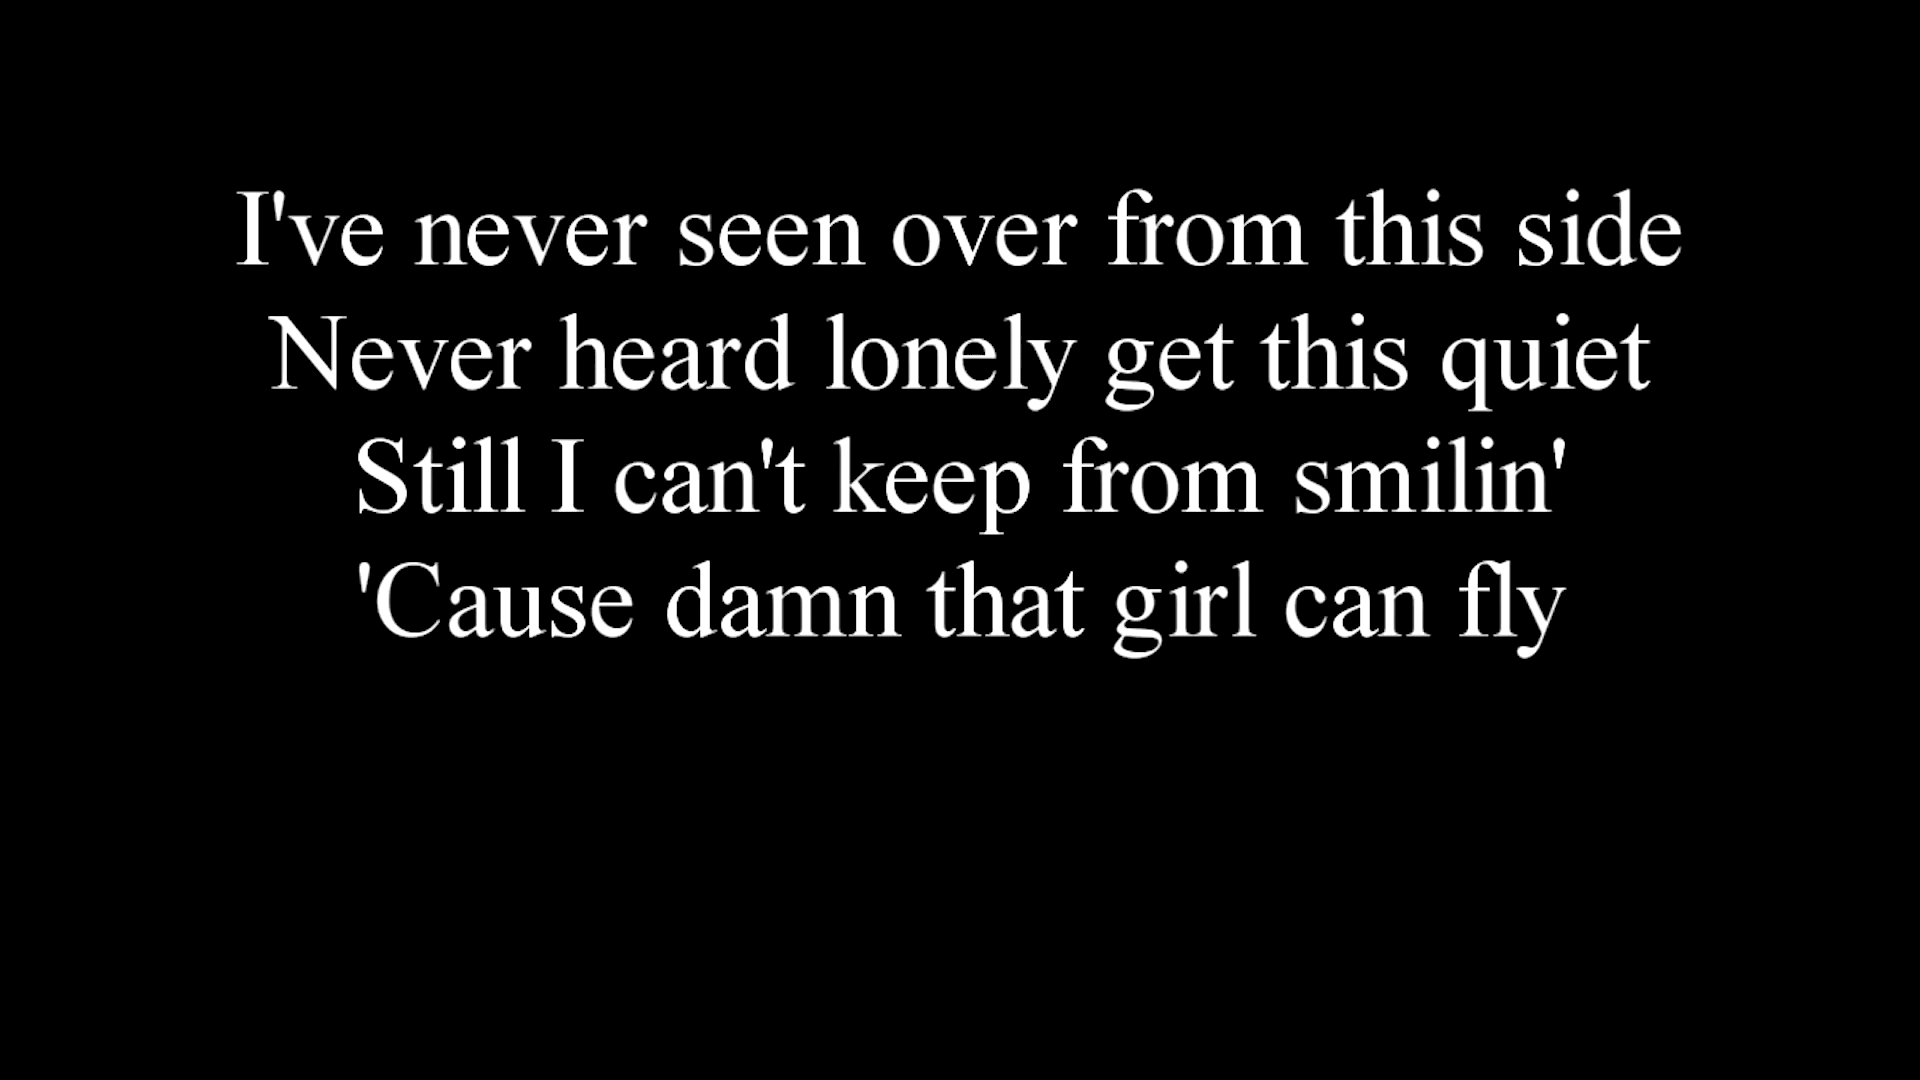 I've never seen over from this side
Never heard lonely get this quiet
Still I can't keep from smilin'
'Cause damn that girl can fly